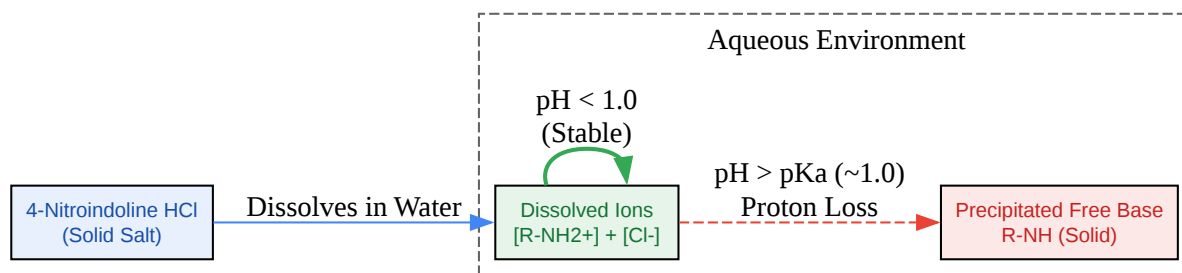 Aqueous Environment
pH < 1.0
(Stable)
4-Nitroindoline HCl
(Solid Salt)
Dissolves in Water
Dissolved Ions
[R-NH2+] + [Cl-]
pH > pKa (~1.0)
Proton Loss
Precipitated Free Base
R-NH (Solid)